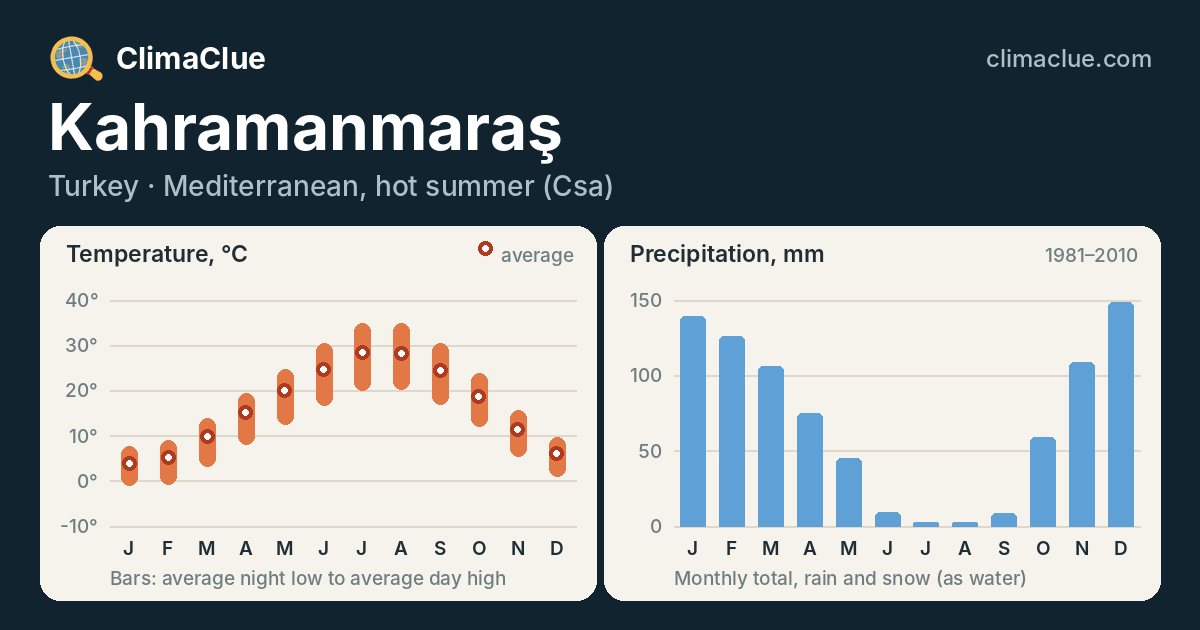 ClimaClue
climaclue.com
Kahramanmaraş
Turkey · Mediterranean, hot summer (Csa)
Temperature, °C
average
40°
30°
20°
10°
0°
-10°
J F M A M J J A S O N D
Bars: average night low to average day high
Precipitation, mm
1981–2010
150
100
50
0
J F M A M J J A S O N D
Monthly total, rain and snow (as water)